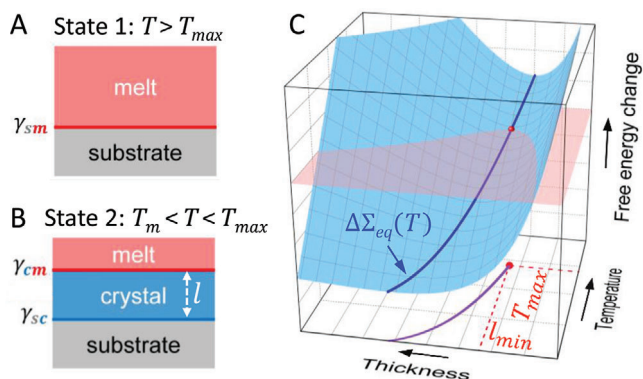 A State 1: T > T_max
melt
γ_sm
substrate
B State 2: T_m < T < T_max
melt
γ_cm
crystal
l
γ_sc
substrate
C
Free energy change
ΔΣ_eq(T)
Temperature
T_max
l_min
Thickness